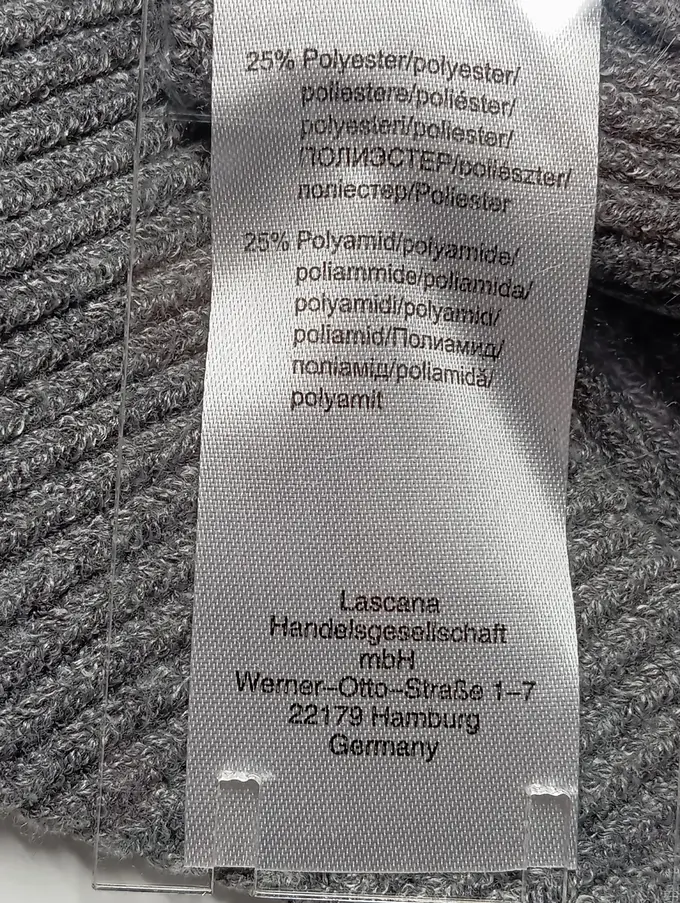 25% Polyester/polyester/
poliestere/poliéster/
polyesteri/poliester/
ПОЛИЭСТЕР/poliészter/
поліестер/Poliester
25% Polyamid/polyamide/
poliammide/poliamida/
polyamidi/polyamid/
poliamid/Полиамид/
поліамід/poliamidă/
polyamit
Lascana
Handelsgesellschaft
mbH
Werner-Otto-Straße 1-7
22179 Hamburg
Germany